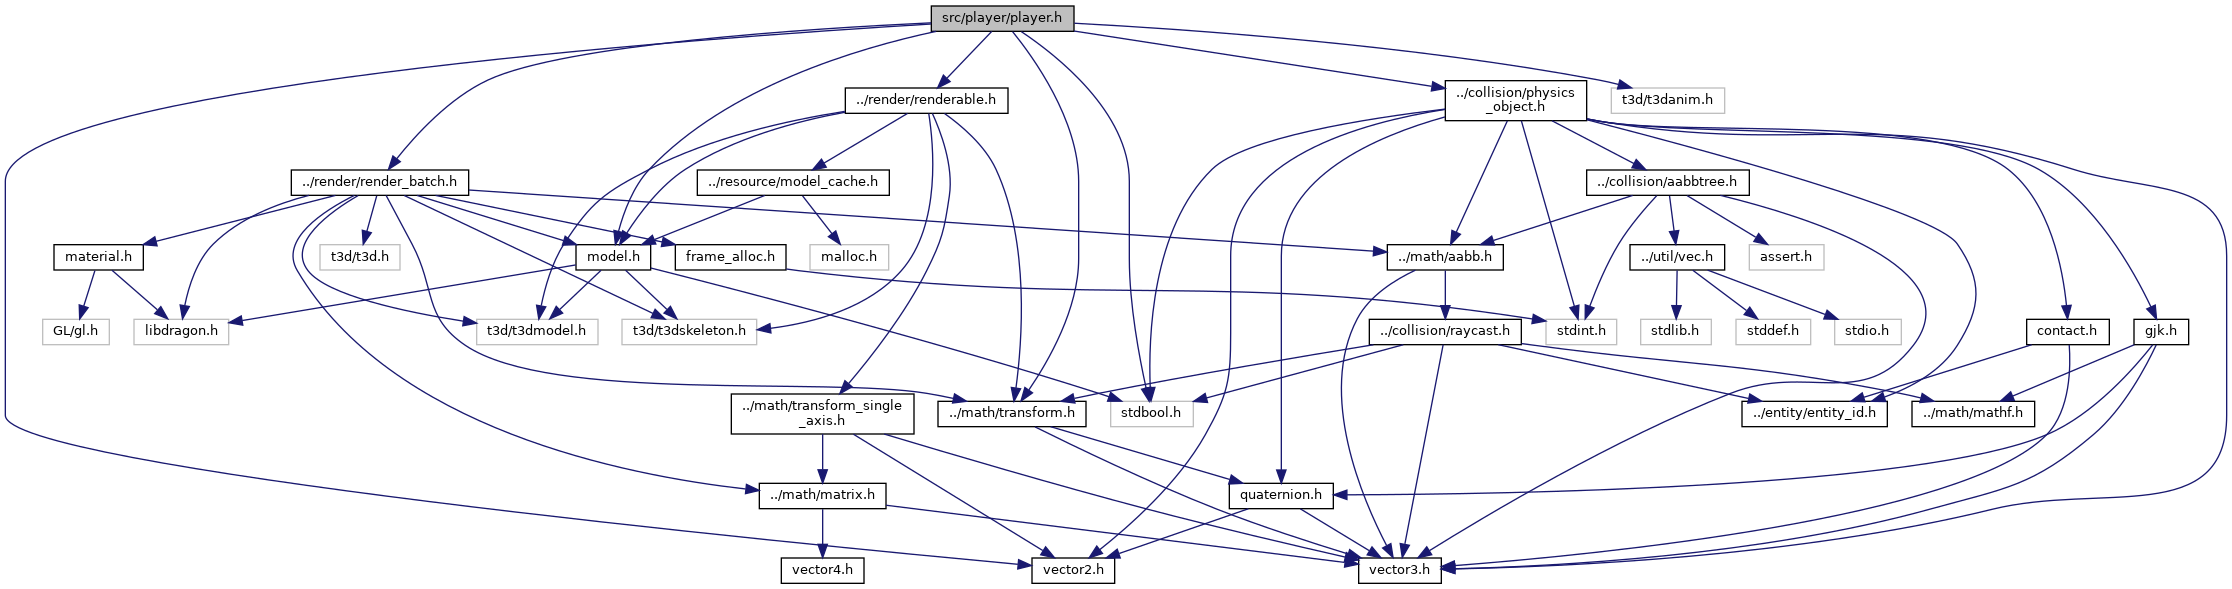 src/player/player.h
../render/renderable.h
../collision/physics
_object.h
t3d/t3danim.h
../render/render_batch.h
../resource/model_cache.h
../collision/aabbtree.h
material.h
t3d/t3d.h
model.h
frame_alloc.h
malloc.h
../math/aabb.h
../util/vec.h
assert.h
GL/gl.h
libdragon.h
t3d/t3dmodel.h
t3d/t3dskeleton.h
../collision/raycast.h
stdint.h
stdlib.h
stddef.h
stdio.h
contact.h
gjk.h
../math/transform_single
_axis.h
../math/transform.h
stdbool.h
../entity/entity_id.h
../math/mathf.h
../math/matrix.h
quaternion.h
vector4.h
vector2.h
vector3.h